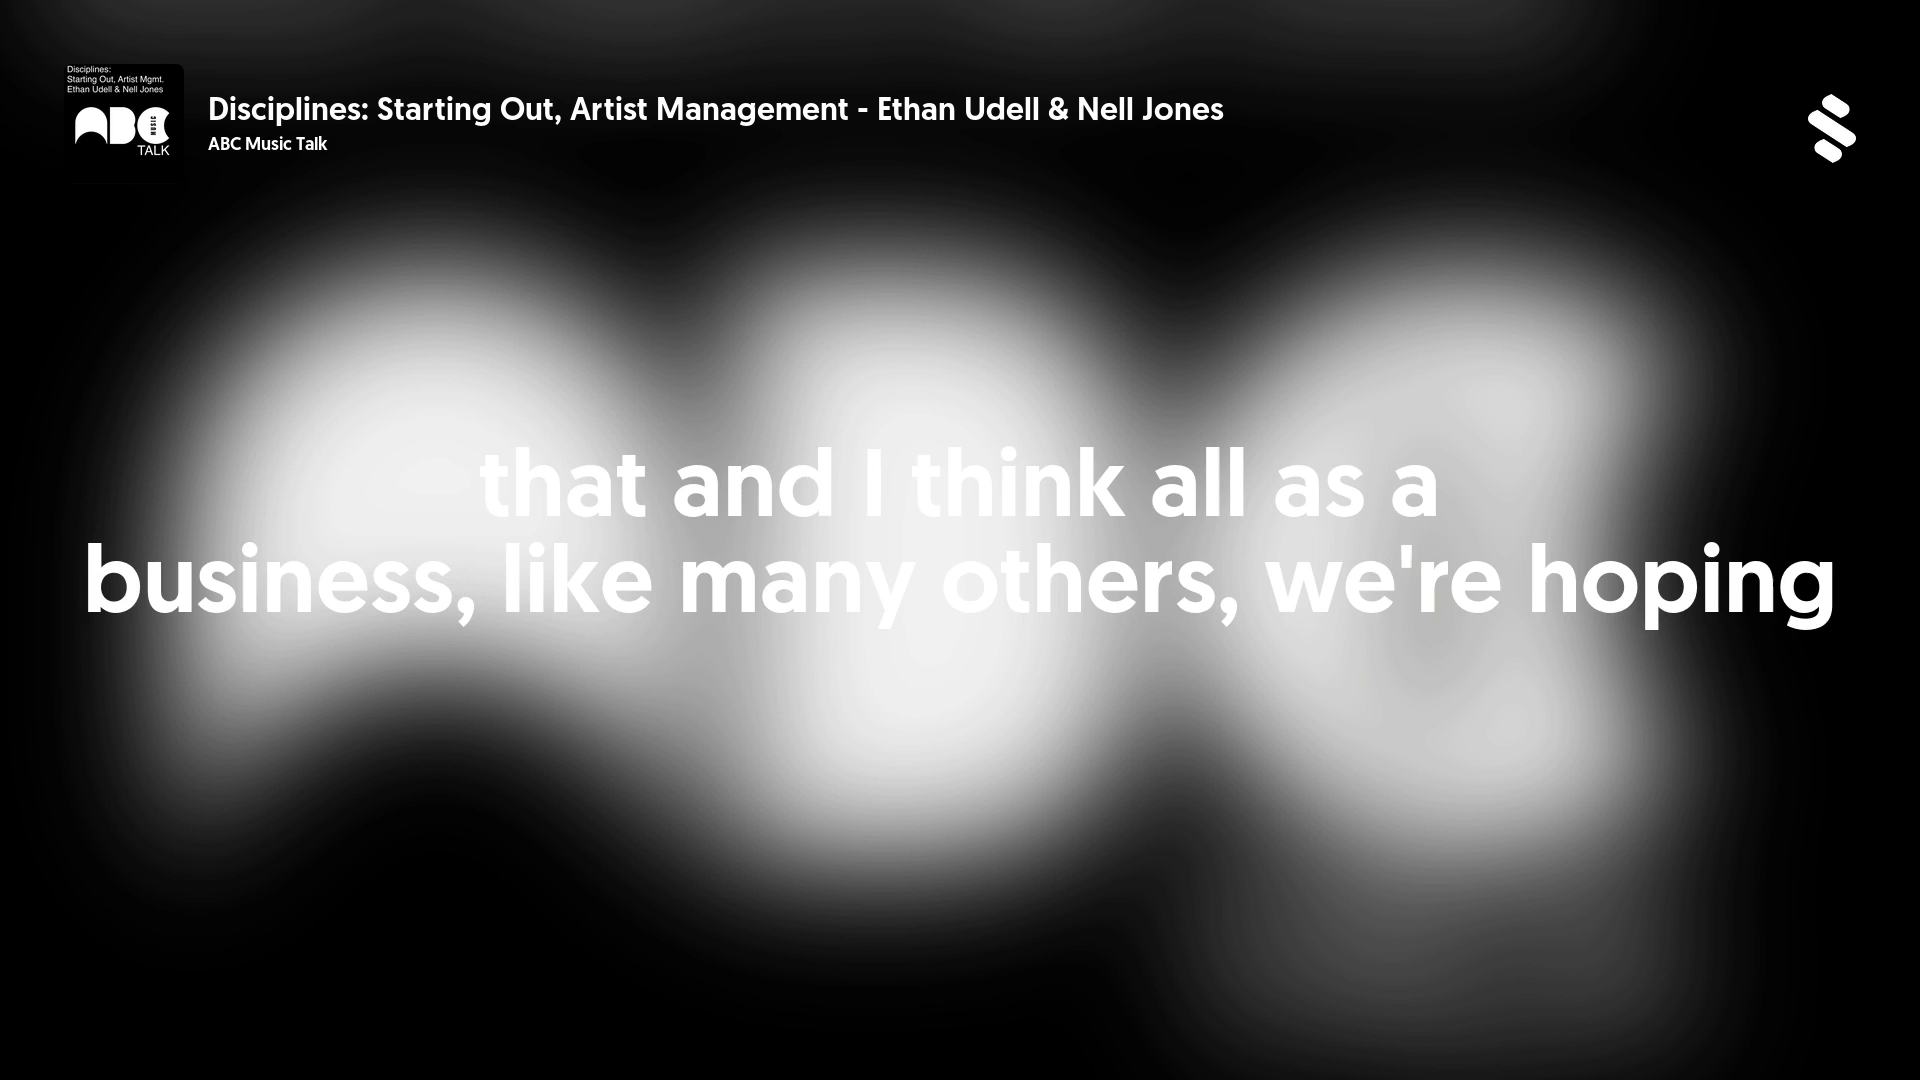 Disciplines:
Starting Out, Artist Mgmt.
Ethan Udell & Nell Jones
ABC
MUSIC
TALK
Disciplines: Starting Out, Artist Management - Ethan Udell & Nell Jones
ABC Music Talk
that and I think all as a
business, like many others, we're hoping